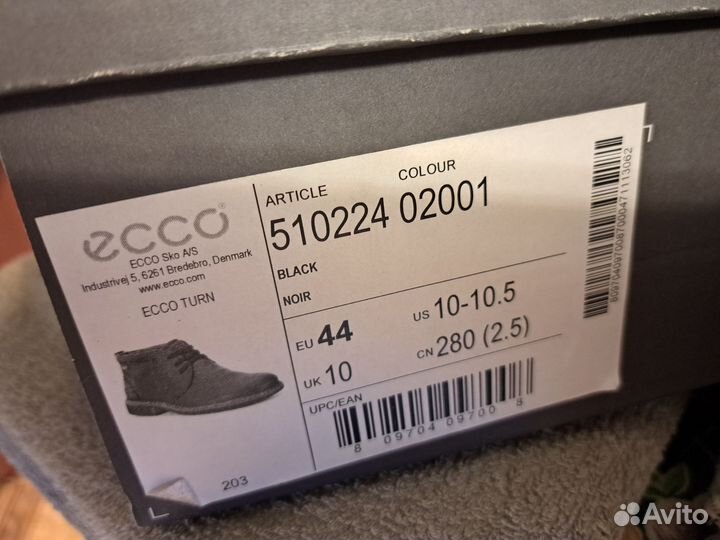 ecco®
ECCO Sko A/S
Industrivej 5, 6261 Bredebro, Denmark
www.ecco.com
ECCO TURN
203
ARTICLE COLOUR
510224 02001
BLACK
NOIR
EU 44 US 10-10.5
UK 10 CN 280 (2.5)
UPC/EAN
8 09704 09700 8
Avito